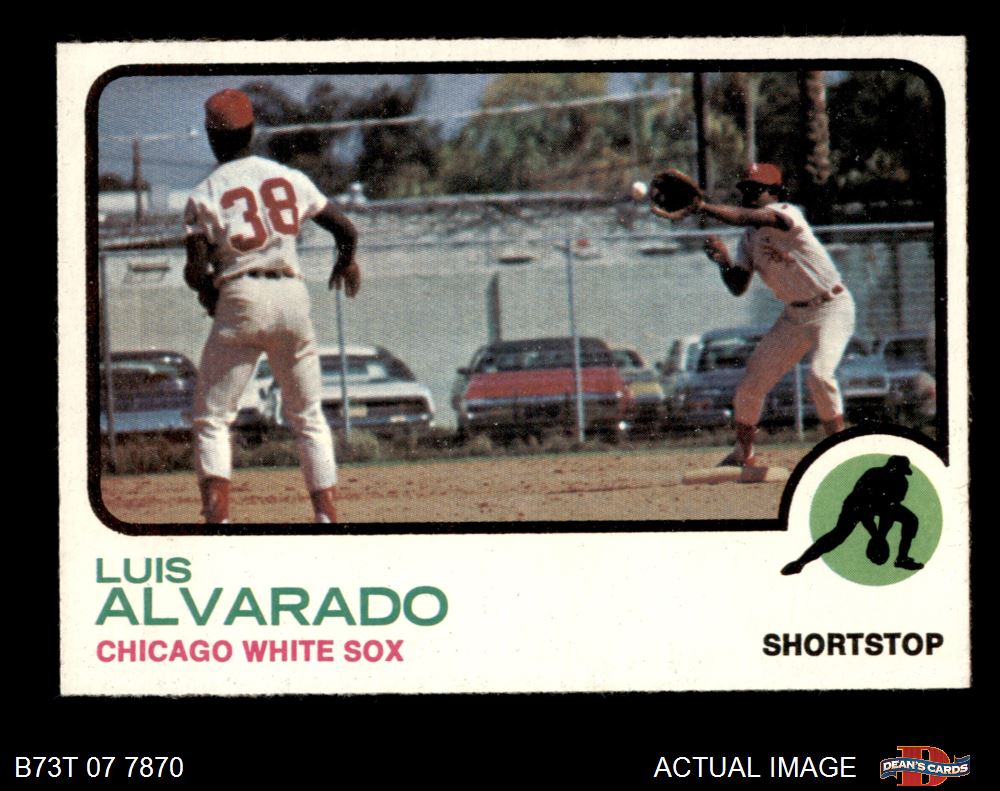 38
LUIS
ALVARADO
CHICAGO WHITE SOX
SHORTSTOP
B73T 07 7870
ACTUAL IMAGE
DEAN'S CARDS